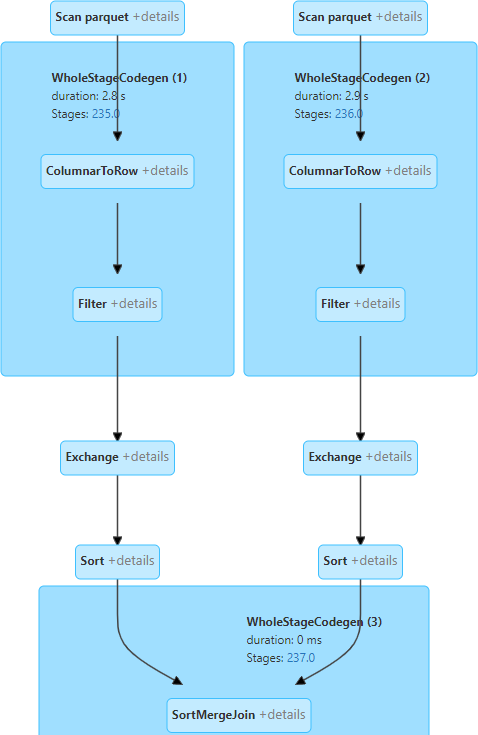 Scan parquet +details
Scan parquet +details
WholeStageCodegen (1)
duration: 2.8 s
Stages: 235.0
WholeStageCodegen (2)
duration: 2.9 s
Stages: 236.0
ColumnarToRow +details
ColumnarToRow +details
Filter +details
Filter +details
Exchange +details
Exchange +details
Sort +details
Sort +details
WholeStageCodegen (3)
duration: 0 ms
Stages: 237.0
SortMergeJoin +details